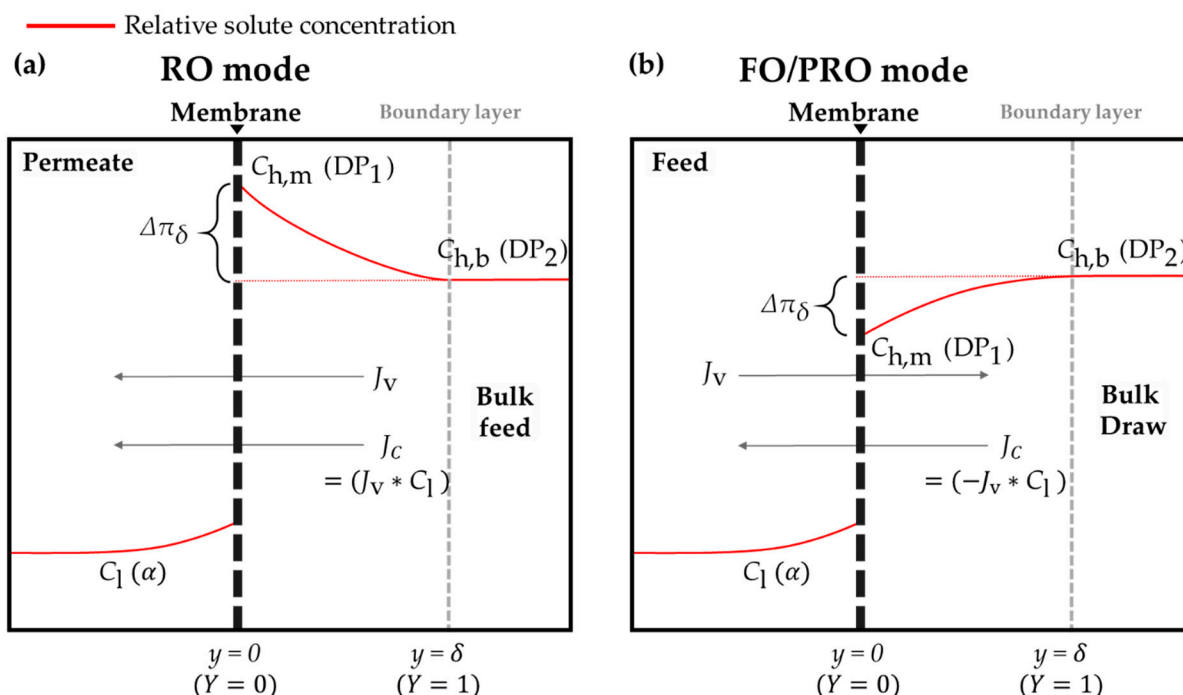 Relative solute concentration
(a) RO mode
Membrane
Boundary layer
Permeate
C_h,m (DP_1)
Δπ_δ
C_h,b (DP_2)
J_v
Bulk
feed
J_c
= (J_v * C_l)
C_l (α)
y = 0
(Y = 0)
y = δ
(Y = 1)
(b) FO/PRO mode
Membrane
Boundary layer
Feed
C_h,b (DP_2)
Δπ_δ
C_h,m (DP_1)
J_v
Bulk
Draw
J_c
= (−J_v * C_l)
C_l (α)
y = 0
(Y = 0)
y = δ
(Y = 1)